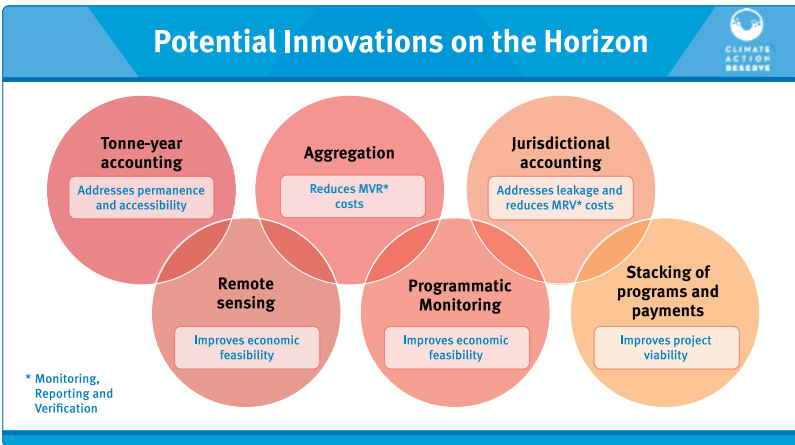 Potential Innovations on the Horizon
CLIMATE
ACTION
RESERVE
Tonne-year
accounting
Addresses permanence
and accessibility
Aggregation
Reduces MVR*
costs
Jurisdictional
accounting
Addresses leakage and
reduces MRV* costs
Remote
sensing
Improves economic
feasibility
Programmatic
Monitoring
Improves economic
feasibility
Stacking of
programs and
payments
Improves project
viability
* Monitoring,
Reporting and
Verification